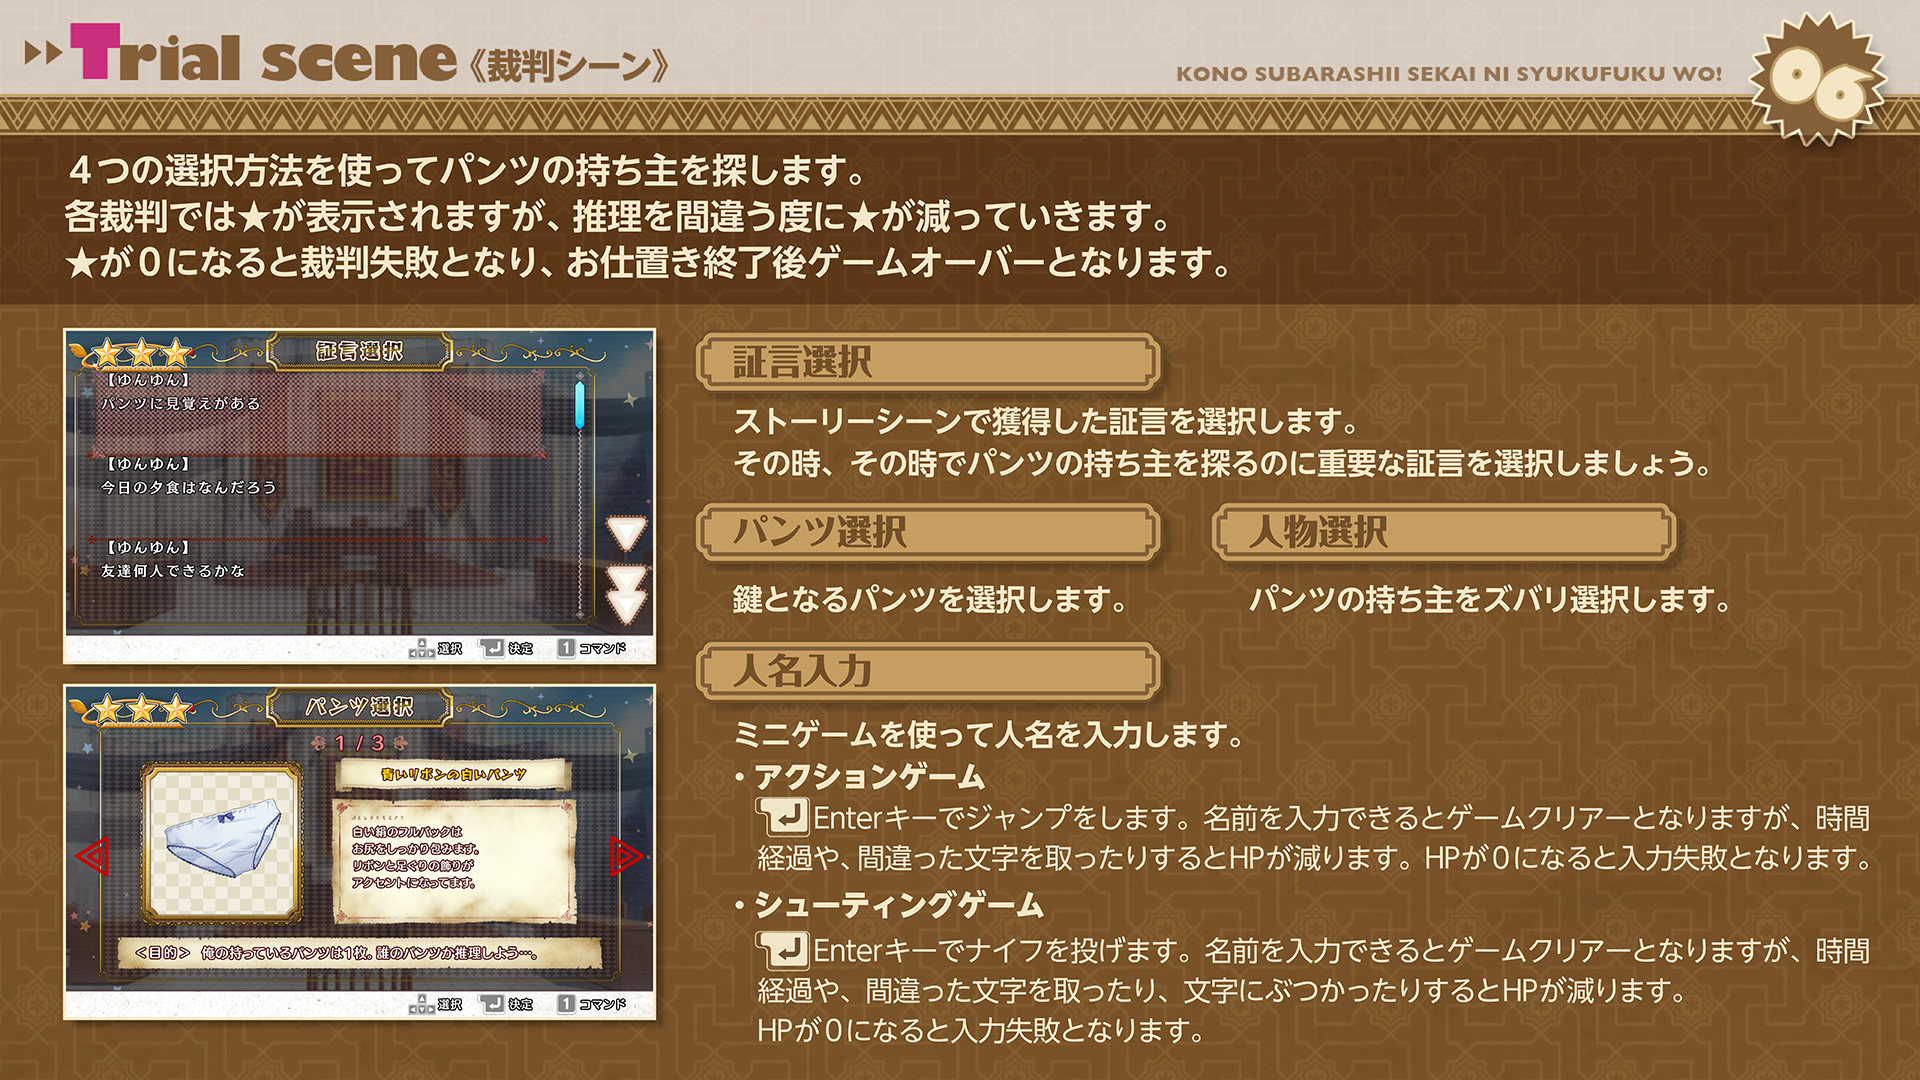 Trial scene《裁判シーン》
KONO SUBARASHII SEKAI NI SYUKUFUKU WO!
06
４つの選択方法を使ってパンツの持ち主を探します。
各裁判では★が表示されますが、推理を間違う度に★が減っていきます。
★が０になると裁判失敗となり、お仕置き終了後ゲームオーバーとなります。
証言選択
【ゆんゆん】
パンツに見覚えがある
【ゆんゆん】
今日の夕食はなんだろう
【ゆんゆん】
友達何人できるかな
選択 決定 1 コマンド
パンツ選択
1 / 3
青いリボンの白いパンツ
白い絹のフルバックは
お尻をしっかり包みます。
リボンと足ぐりの飾りが
アクセントになってます。
＜目的＞ 俺の持っているパンツは1枚。誰のパンツか推理しよう…。
選択 決定 1 コマンド
証言選択
ストーリーシーンで獲得した証言を選択します。
その時、その時でパンツの持ち主を探るのに重要な証言を選択しましょう。
パンツ選択
鍵となるパンツを選択します。
人物選択
パンツの持ち主をズバリ選択します。
人名入力
ミニゲームを使って人名を入力します。
・アクションゲーム
Enterキーでジャンプをします。名前を入力できるとゲームクリアーとなりますが、時間
経過や、間違った文字を取ったりするとHPが減ります。HPが０になると入力失敗となります。
・シューティングゲーム
Enterキーでナイフを投げます。名前を入力できるとゲームクリアーとなりますが、時間
経過や、間違った文字を取ったり、文字にぶつかったりするとHPが減ります。
HPが０になると入力失敗となります。